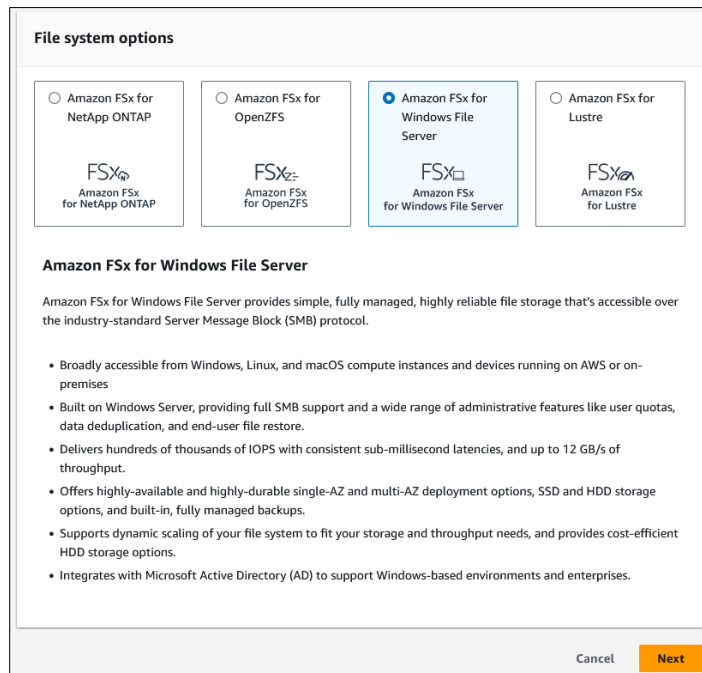 File system options
Amazon FSx for
NetApp ONTAP
FSx
Amazon FSx
for NetApp ONTAP
Amazon FSx for
OpenZFS
FSx
Amazon FSx
for OpenZFS
Amazon FSx for
Windows File
Server
FSx
Amazon FSx
for Windows File Server
Amazon FSx for
Lustre
FSx
Amazon FSx
for Lustre
Amazon FSx for Windows File Server
Amazon FSx for Windows File Server provides simple, fully managed, highly reliable file storage that's accessible over
the industry-standard Server Message Block (SMB) protocol.
• Broadly accessible from Windows, Linux, and macOS compute instances and devices running on AWS or on-
premises
• Built on Windows Server, providing full SMB support and a wide range of administrative features like user quotas,
data deduplication, and end-user file restore.
• Delivers hundreds of thousands of IOPS with consistent sub-millisecond latencies, and up to 12 GB/s of
throughput.
• Offers highly-available and highly-durable single-AZ and multi-AZ deployment options, SSD and HDD storage
options, and built-in, fully managed backups.
• Supports dynamic scaling of your file system to fit your storage and throughput needs, and provides cost-efficient
HDD storage options.
• Integrates with Microsoft Active Directory (AD) to support Windows-based environments and enterprises.
Cancel
Next